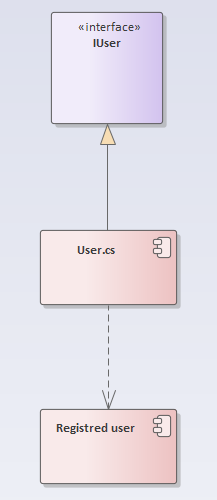 «interface»
IUser
User.cs
Registred user